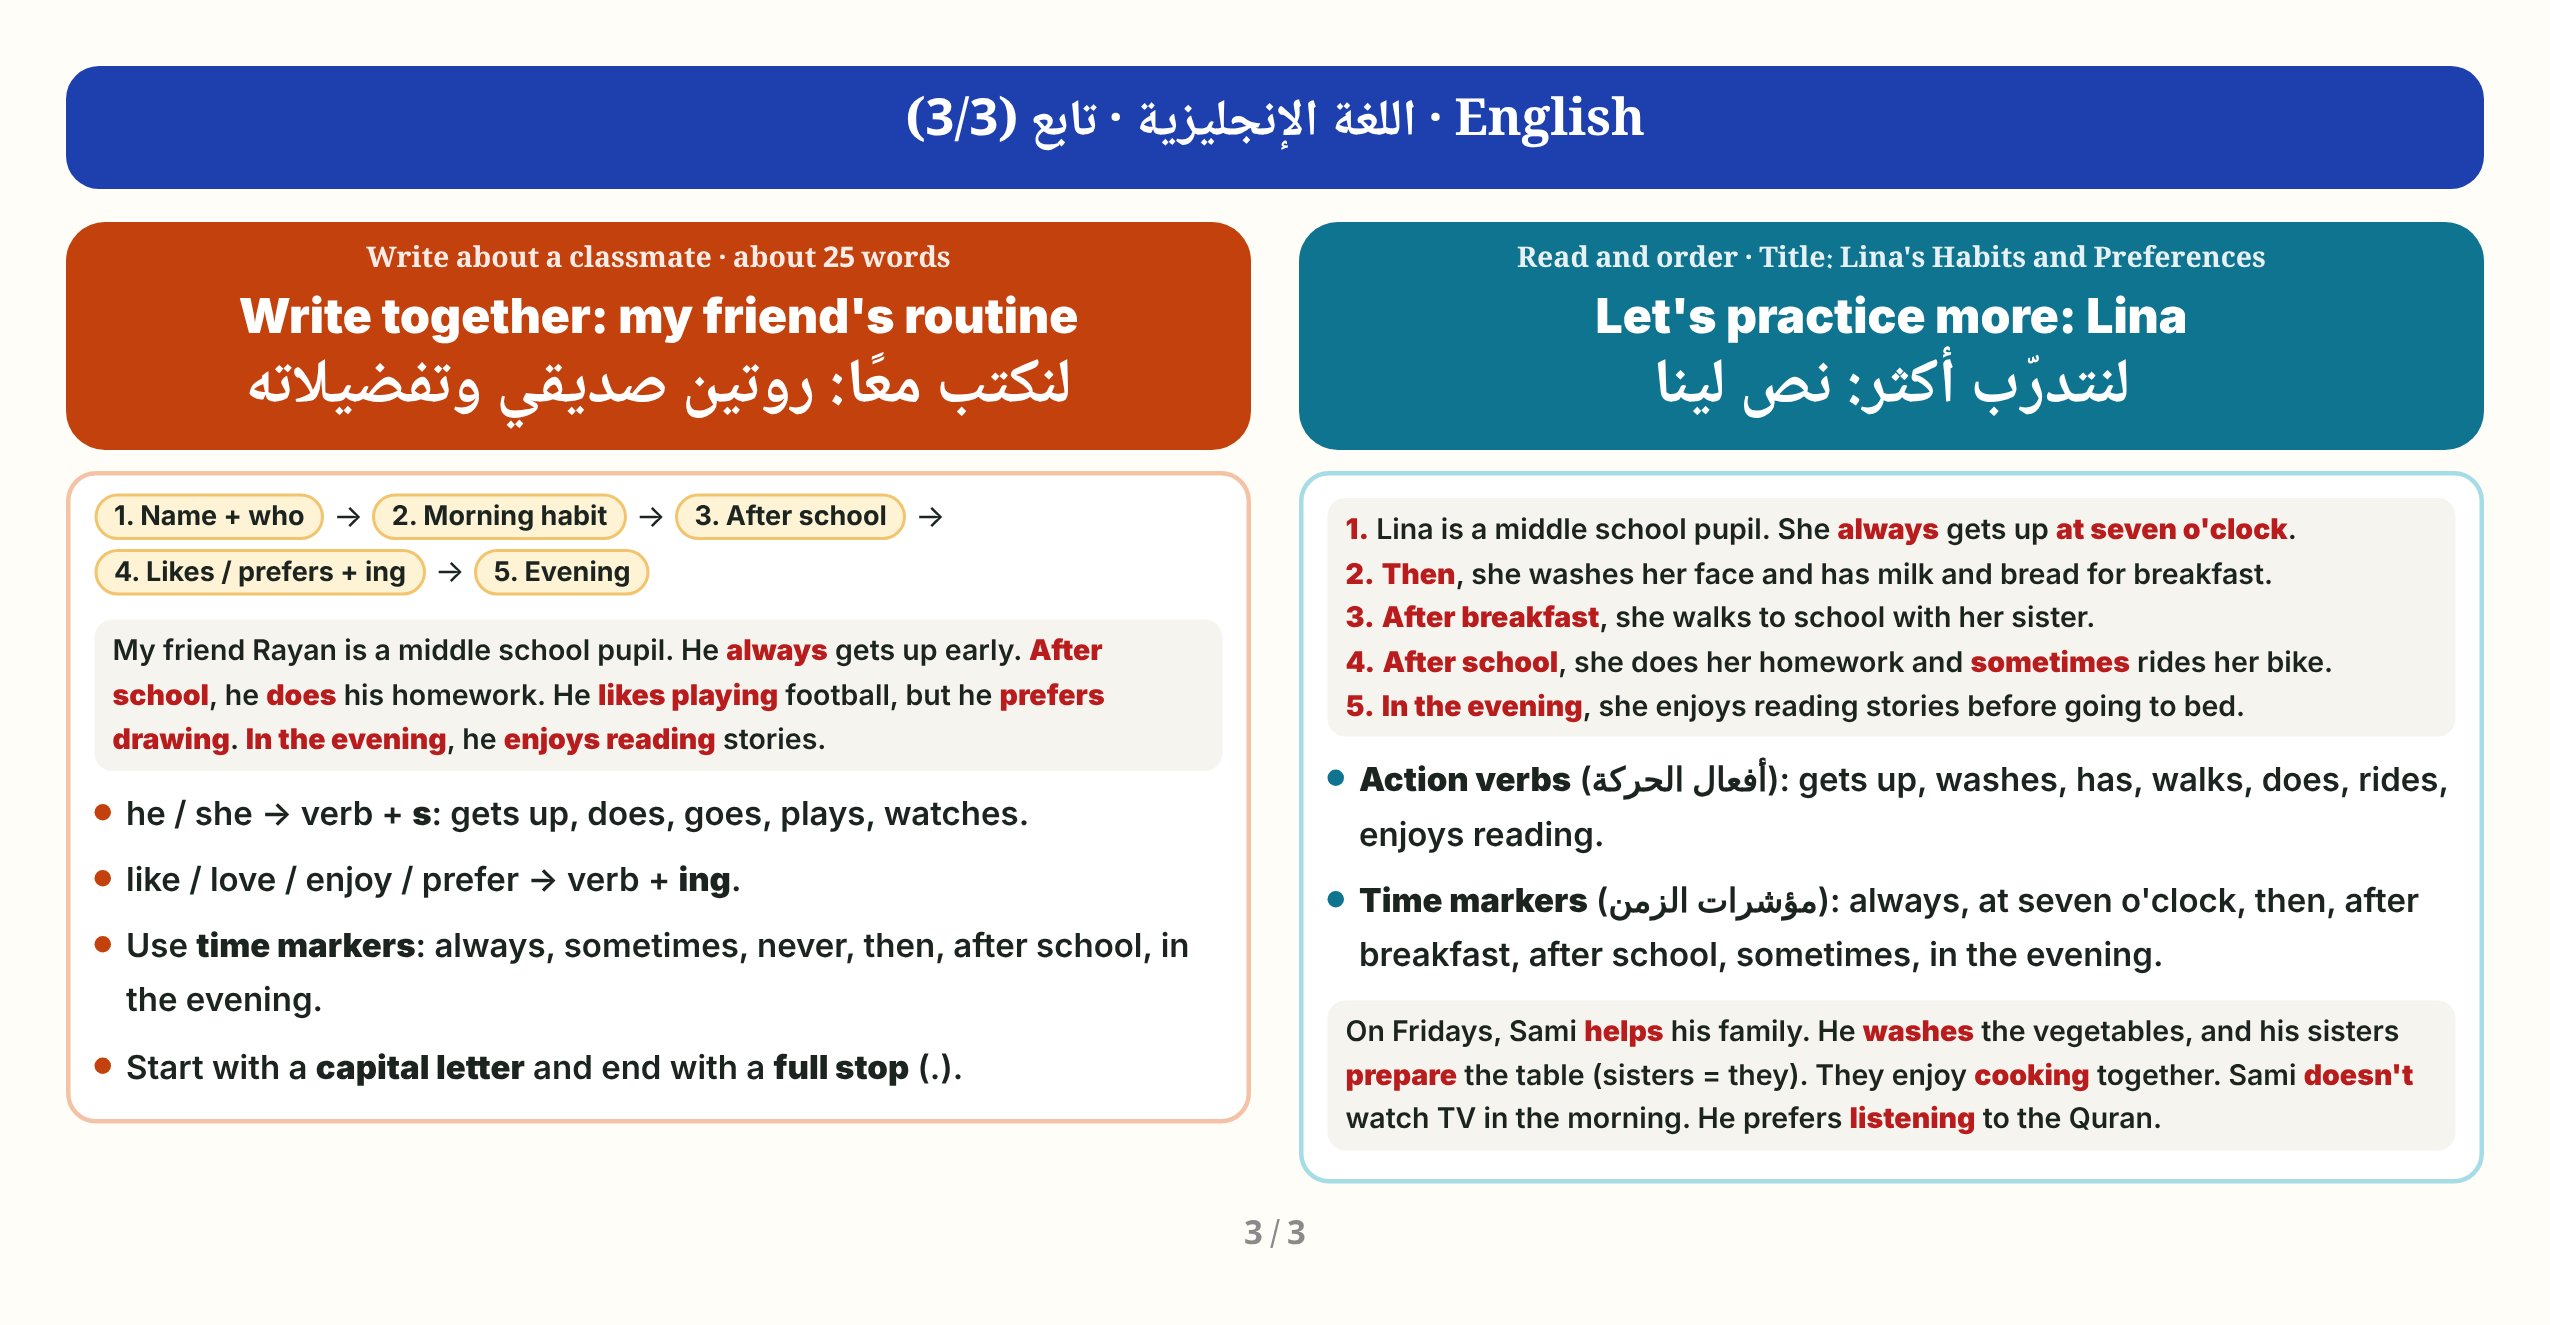 English · اللغة الإنجليزية · تابع (3/3)
Write about a classmate · about 25 words
Write together: my friend's routine
لنكتب معًا: روتين صديقي وتفضيلاته
1. Name + who → 2. Morning habit → 3. After school →
4. Likes / prefers + ing → 5. Evening
My friend Rayan is a middle school pupil. He always gets up early. After
school, he does his homework. He likes playing football, but he prefers
drawing. In the evening, he enjoys reading stories.
he / she → verb + s: gets up, does, goes, plays, watches.
like / love / enjoy / prefer → verb + ing.
Use time markers: always, sometimes, never, then, after school, in
the evening.
Start with a capital letter and end with a full stop (.).
Read and order · Title: Lina's Habits and Preferences
Let's practice more: Lina
لنتدرّب أكثر: نص لينا
1. Lina is a middle school pupil. She always gets up at seven o'clock.
2. Then, she washes her face and has milk and bread for breakfast.
3. After breakfast, she walks to school with her sister.
4. After school, she does her homework and sometimes rides her bike.
5. In the evening, she enjoys reading stories before going to bed.
Action verbs (أفعال الحركة): gets up, washes, has, walks, does, rides,
enjoys reading.
Time markers (مؤشرات الزمن): always, at seven o'clock, then, after
breakfast, after school, sometimes, in the evening.
On Fridays, Sami helps his family. He washes the vegetables, and his sisters
prepare the table (sisters = they). They enjoy cooking together. Sami doesn't
watch TV in the morning. He prefers listening to the Quran.
3 / 3